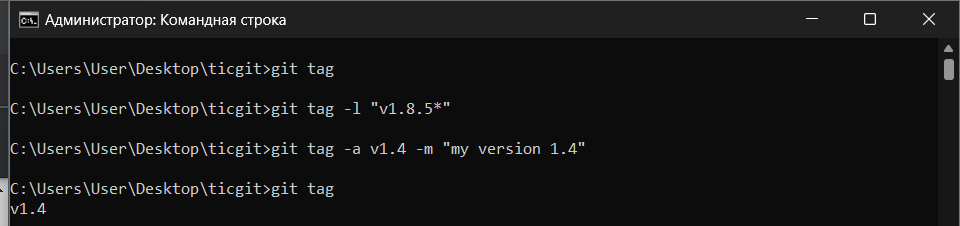 Администратор: Командная строка
C:\Users\User\Desktop\ticgit>git tag
C:\Users\User\Desktop\ticgit>git tag -l "v1.8.5*"
C:\Users\User\Desktop\ticgit>git tag -a v1.4 -m "my version 1.4"
C:\Users\User\Desktop\ticgit>git tag
v1.4